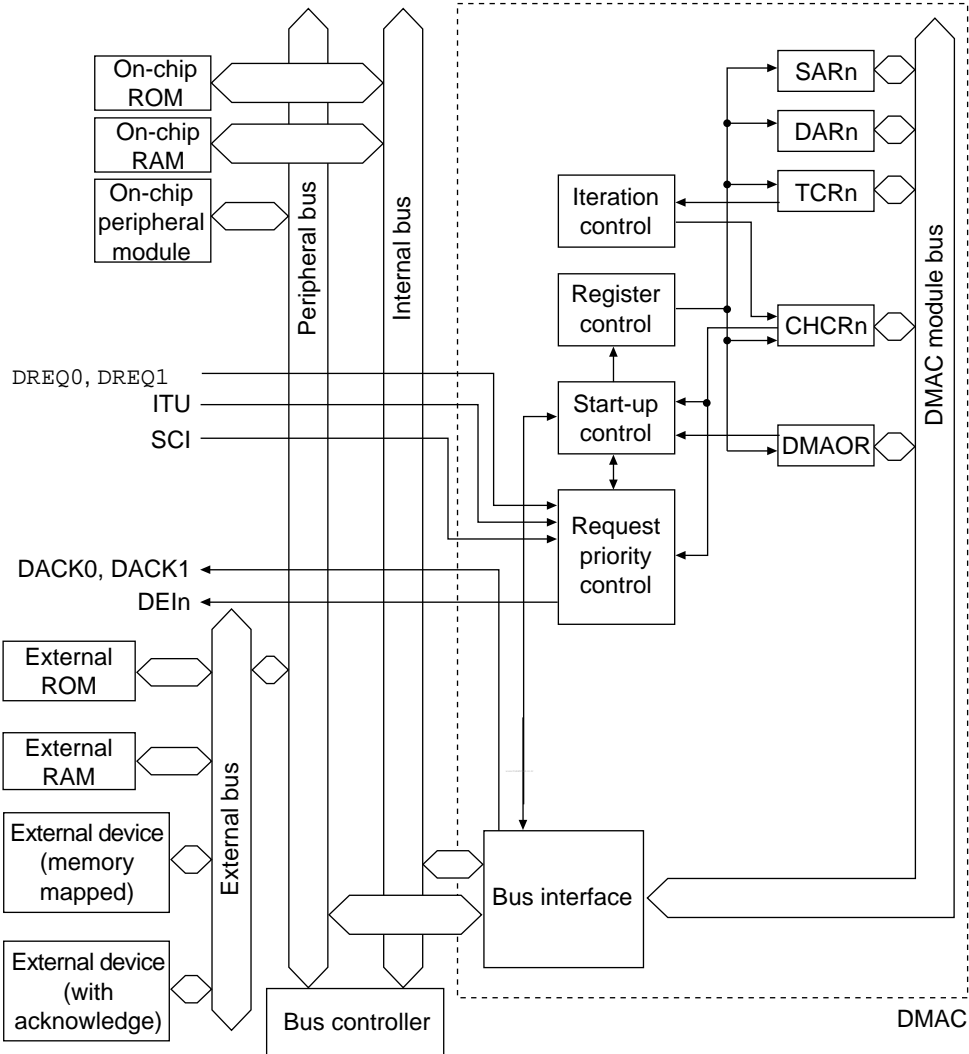 On-chip
ROM
On-chip
RAM
On-chip
peripheral
module
Peripheral bus
Internal bus
SARn
DARn
TCRn
Iteration
control
Register
control
CHCRn
DMAC module bus
DREQ0, DREQ1
ITU
SCI
Start-up
control
DMAOR
Request
priority
control
DACK0, DACK1
DEIn
External
ROM
External
RAM
External bus
External device
(memory
mapped)
External device
(with
acknowledge)
Bus interface
Bus controller
DMAC